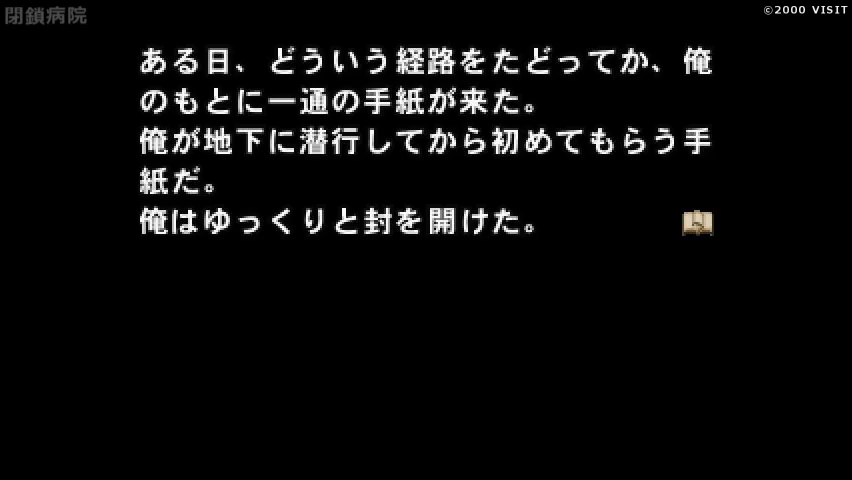 閉鎖病院
©2000 VISIT
ある日、どういう経路をたどってか、俺
のもとに一通の手紙が来た。
俺が地下に潜行してから初めてもらう手
紙だ。
俺はゆっくりと封を開けた。